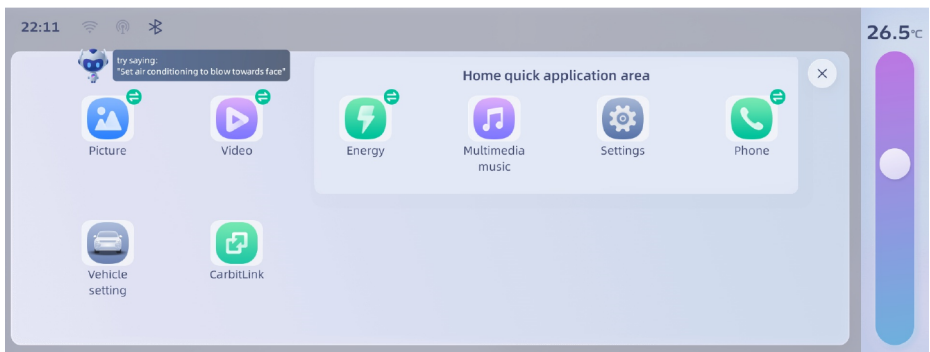 22:11
26.5°C
try saying:
"Set air conditioning to blow towards face"
Home quick application area
Picture
Video
Energy
Multimedia
music
Settings
Phone
Vehicle
setting
CarbitLink